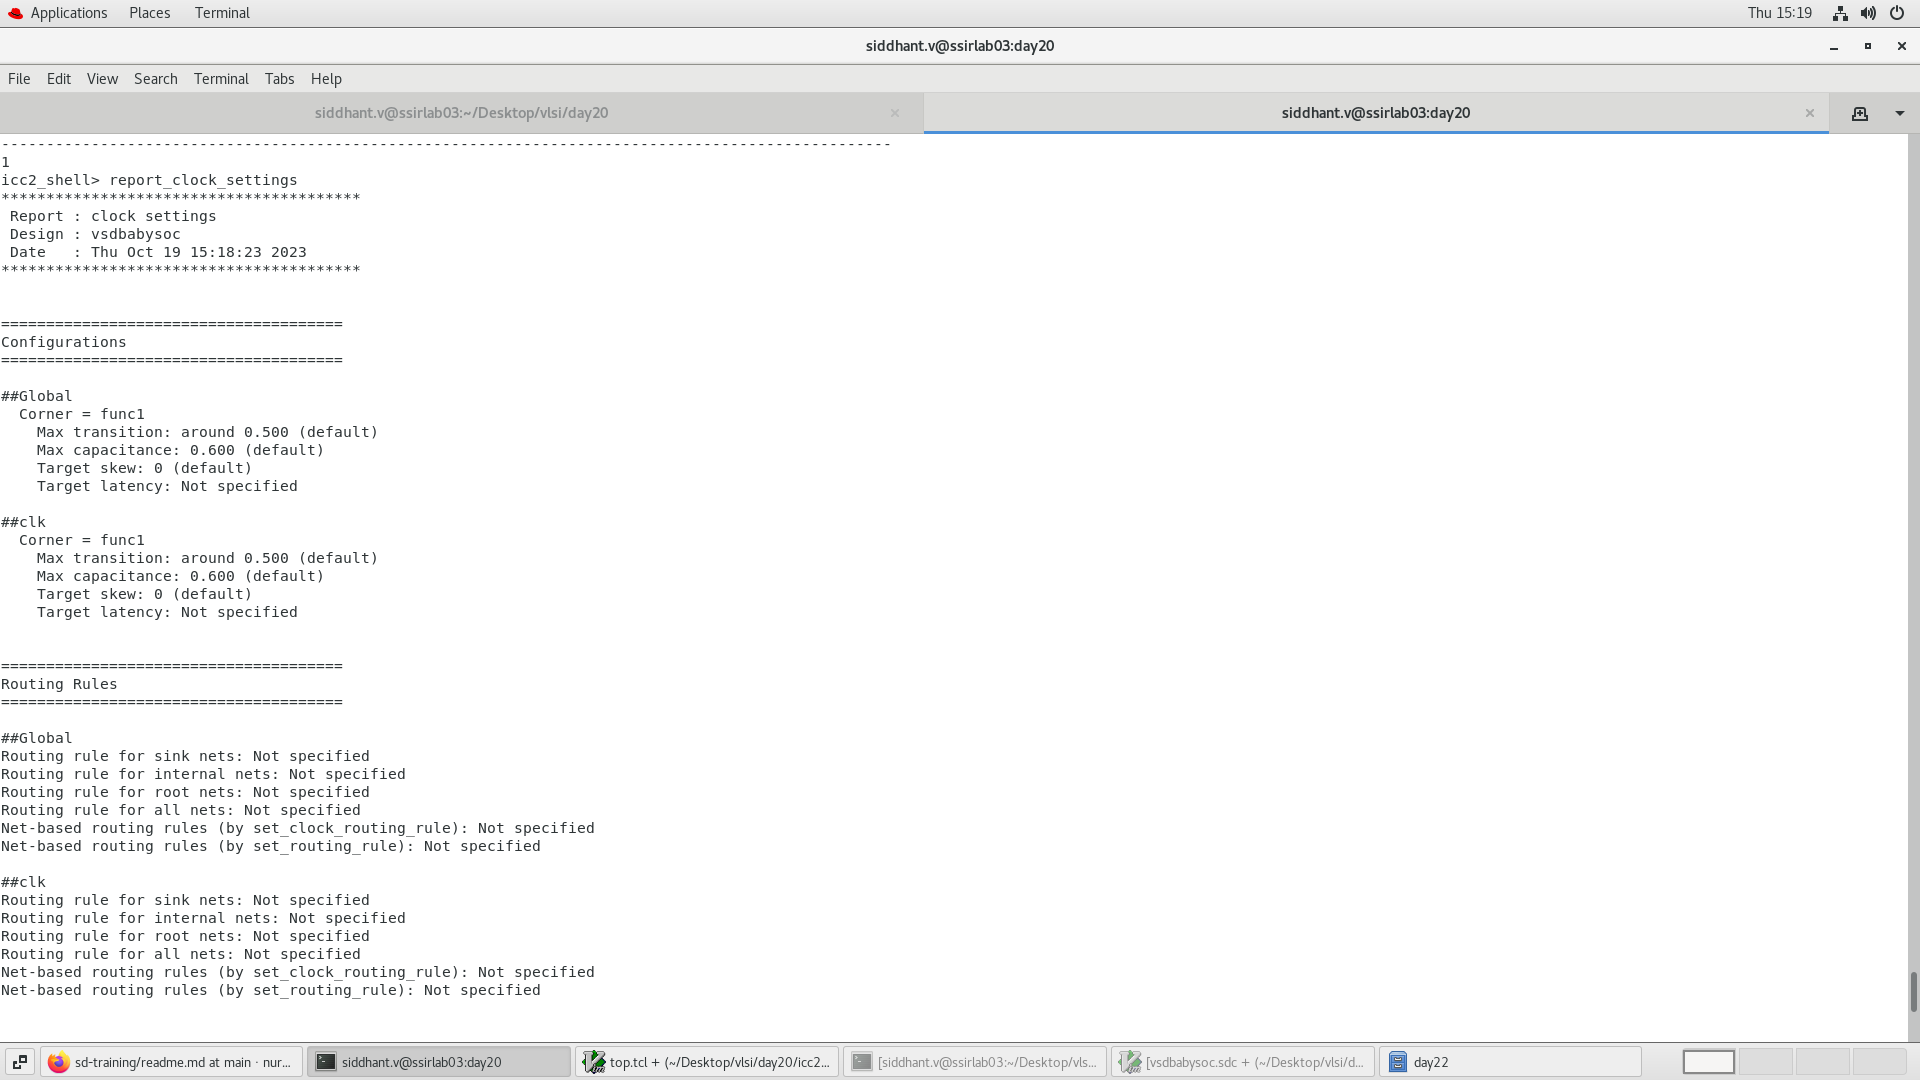 Applications Places Terminal Thu 15:19
siddhant.v@ssirlab03:day20
File Edit View Search Terminal Tabs Help
siddhant.v@ssirlab03:~/Desktop/vlsi/day20 × siddhant.v@ssirlab03:day20 ×
---------------------------------------------------------------------------------------------------
1
icc2_shell> report_clock_settings
****************************************
Report : clock settings
Design : vsdbabysoc
Date   : Thu Oct 19 15:18:23 2023
****************************************
======================================
Configurations
======================================
##Global
  Corner = func1
    Max transition: around 0.500 (default)
    Max capacitance: 0.600 (default)
    Target skew: 0 (default)
    Target latency: Not specified
##clk
  Corner = func1
    Max transition: around 0.500 (default)
    Max capacitance: 0.600 (default)
    Target skew: 0 (default)
    Target latency: Not specified
======================================
Routing Rules
======================================
##Global
Routing rule for sink nets: Not specified
Routing rule for internal nets: Not specified
Routing rule for root nets: Not specified
Routing rule for all nets: Not specified
Net-based routing rules (by set_clock_routing_rule): Not specified
Net-based routing rules (by set_routing_rule): Not specified
##clk
Routing rule for sink nets: Not specified
Routing rule for internal nets: Not specified
Routing rule for root nets: Not specified
Routing rule for all nets: Not specified
Net-based routing rules (by set_clock_routing_rule): Not specified
Net-based routing rules (by set_routing_rule): Not specified
sd-training/readme.md at main · nur... siddhant.v@ssirlab03:day20 top.tcl + (~/Desktop/vlsi/day20/icc2... [siddhant.v@ssirlab03:~/Desktop/vls... [vsdbabysoc.sdc + (~/Desktop/vlsi/d... day22